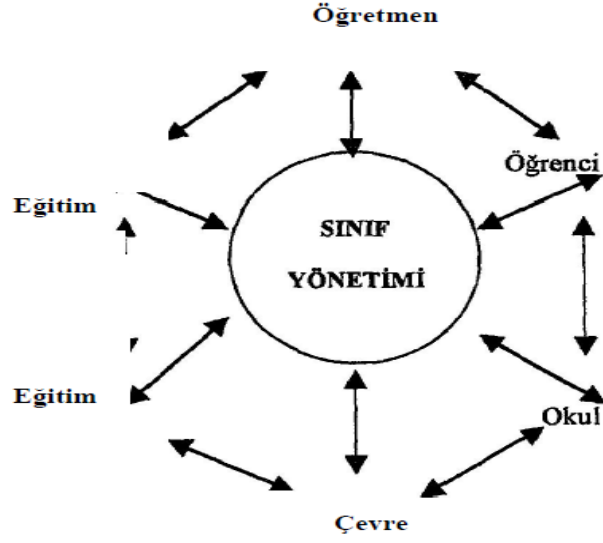 Öğretmen
Öğrenci
Eğitim
SINIF
YÖNETİMİ
Eğitim
Okul
Çevre